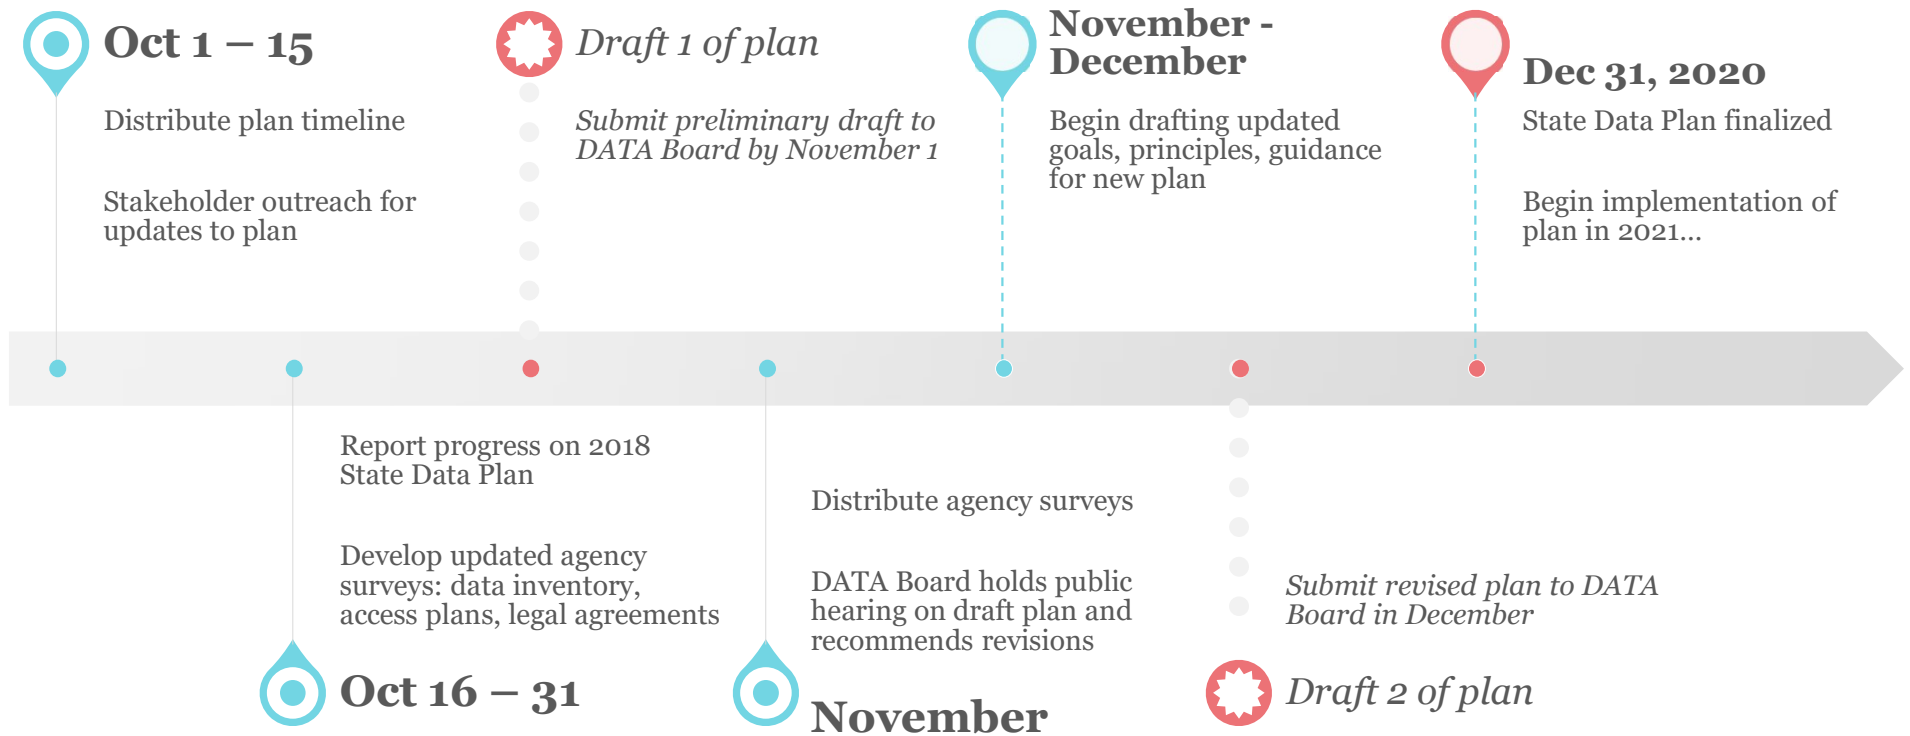 Oct 1 – 15
Distribute plan timeline
Stakeholder outreach for
updates to plan
Draft 1 of plan
Submit preliminary draft to
DATA Board by November 1
November -
December
Begin drafting updated
goals, principles, guidance
for new plan
Dec 31, 2020
State Data Plan finalized
Begin implementation of
plan in 2021...
Report progress on 2018
State Data Plan
Develop updated agency
surveys: data inventory,
access plans, legal agreements
Oct 16 – 31
Distribute agency surveys
DATA Board holds public
hearing on draft plan and
recommends revisions
November
Submit revised plan to DATA
Board in December
Draft 2 of plan